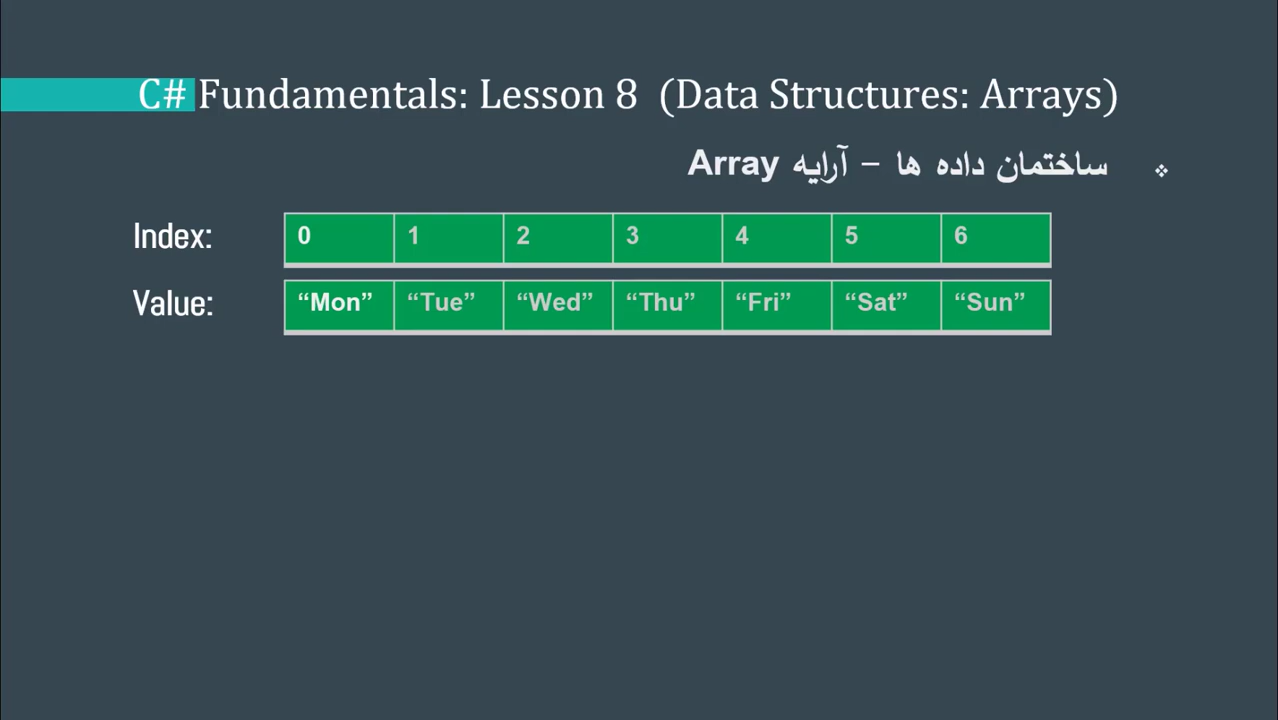 C# Fundamentals: Lesson 8 (Data Structures: Arrays)
❖ ساختمان داده ها – آرایه Array
Index: 0 1 2 3 4 5 6
Value: “Mon” “Tue” “Wed” “Thu” “Fri” “Sat” “Sun”